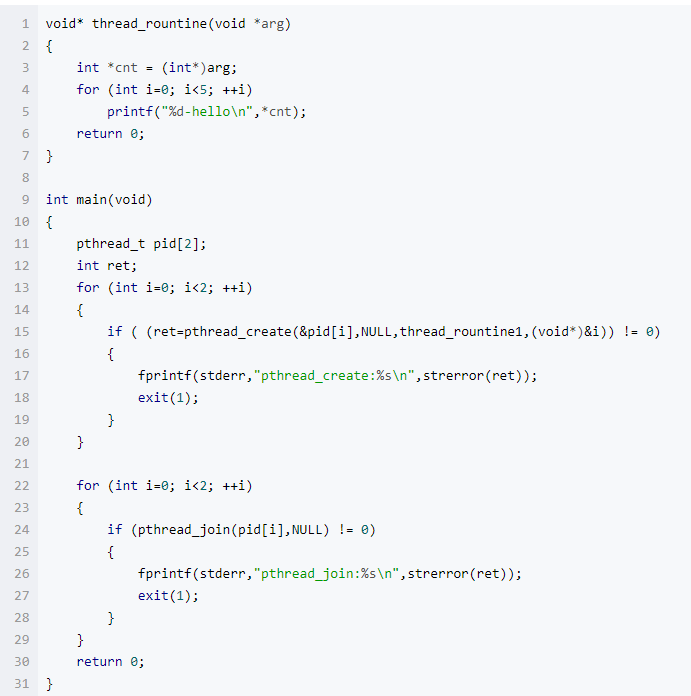 1 void* thread_rountine(void *arg)
2 {
3     int *cnt = (int*)arg;
4     for (int i=0; i<5; ++i)
5         printf("%d-hello\n",*cnt);
6     return 0;
7 }
8
9 int main(void)
10 {
11     pthread_t pid[2];
12     int ret;
13     for (int i=0; i<2; ++i)
14     {
15         if ( (ret=pthread_create(&pid[i],NULL,thread_rountine1,(void*)&i)) != 0)
16         {
17             fprintf(stderr,"pthread_create:%s\n",strerror(ret));
18             exit(1);
19         }
20     }
21
22     for (int i=0; i<2; ++i)
23     {
24         if (pthread_join(pid[i],NULL) != 0)
25         {
26             fprintf(stderr,"pthread_join:%s\n",strerror(ret));
27             exit(1);
28         }
29     }
30     return 0;
31 }